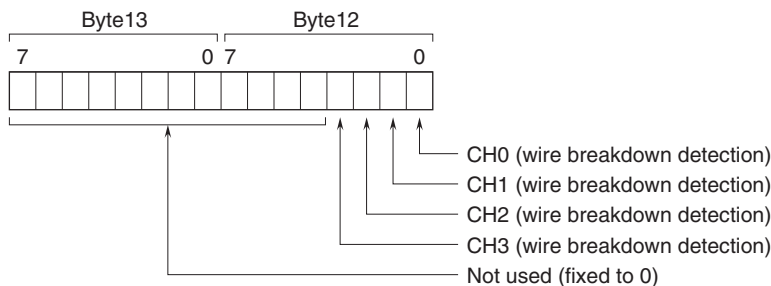 Byte13 Byte12
7 0 7 0
CH0 (wire breakdown detection)
CH1 (wire breakdown detection)
CH2 (wire breakdown detection)
CH3 (wire breakdown detection)
Not used (fixed to 0)